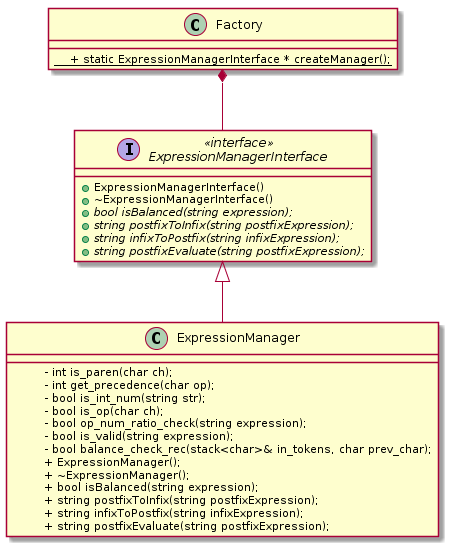 C Factory
+ static ExpressionManagerInterface * createManager();
«interface»
I ExpressionManagerInterface
ExpressionManagerInterface()
~ExpressionManagerInterface()
bool isBalanced(string expression);
string postfixToInfix(string postfixExpression);
string infixToPostfix(string infixExpression);
string postfixEvaluate(string postfixExpression);
C ExpressionManager
- int is_paren(char ch);
- int get_precedence(char op);
- bool is_int_num(string str);
- bool is_op(char ch);
- bool op_num_ratio_check(string expression);
- bool is_valid(string expression);
- bool balance_check_rec(stack<char>& in_tokens, char prev_char);
+ ExpressionManager();
+ ~ExpressionManager();
+ bool isBalanced(string expression);
+ string postfixToInfix(string postfixExpression);
+ string infixToPostfix(string infixExpression);
+ string postfixEvaluate(string postfixExpression);